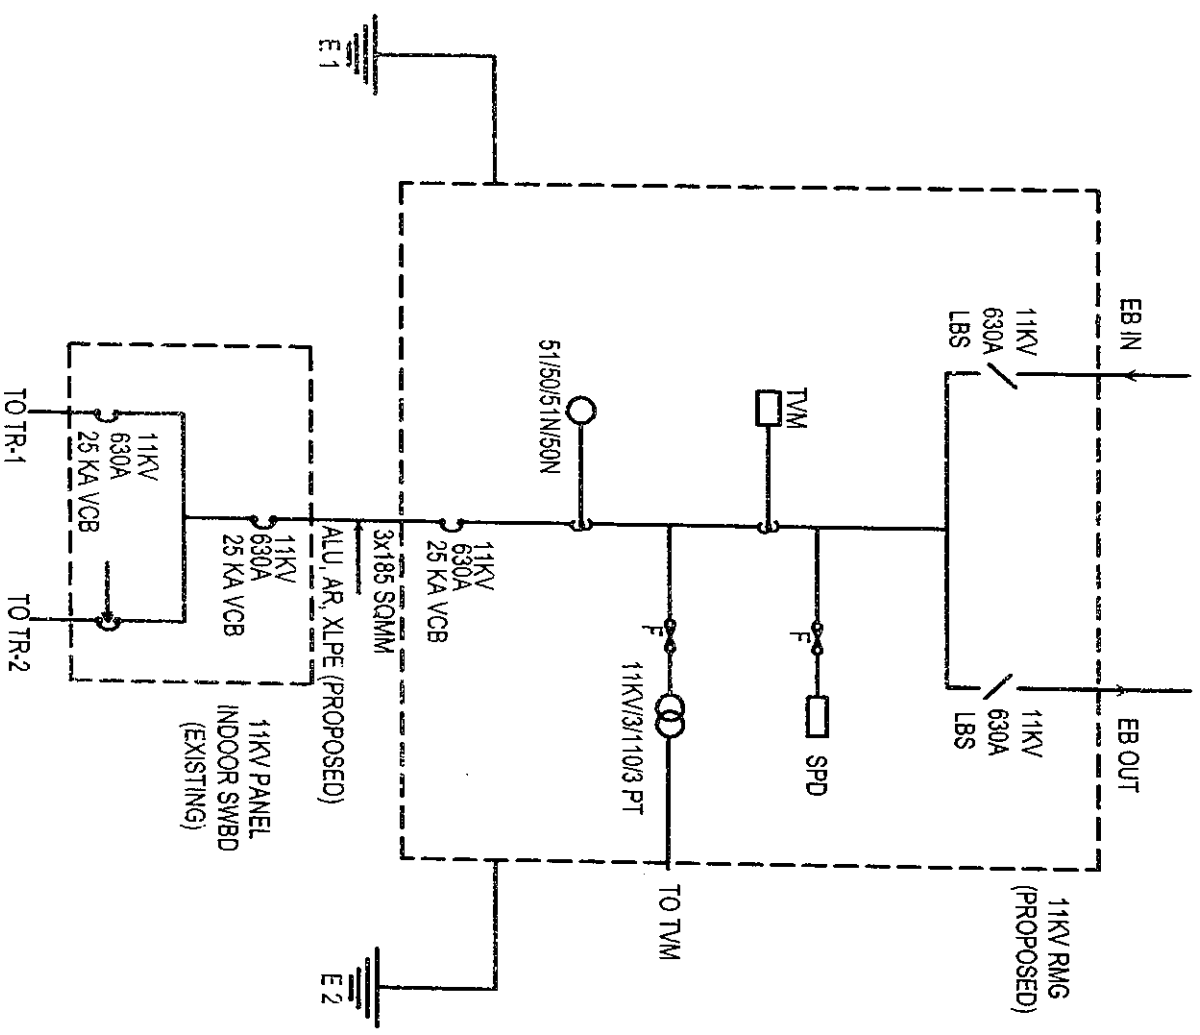 EB IN
EB OUT
11KV RMG
(PROPOSED)
11KV
630A
LBS
11KV
630A
LBS
SPD
F
TVM
F
11KV/3/110/3 PT
TO TVM
51/50/51N/50N
11KV
630A
25 KA VCB
E 1
E 2
3x185 SQMM
ALU, AR, XLPE (PROPOSED)
11KV
630A
25 KA VCB
11KV PANEL
INDOOR SWBD
(EXISTING)
11KV
630A
25 KA VCB
TO TR-1
TO TR-2